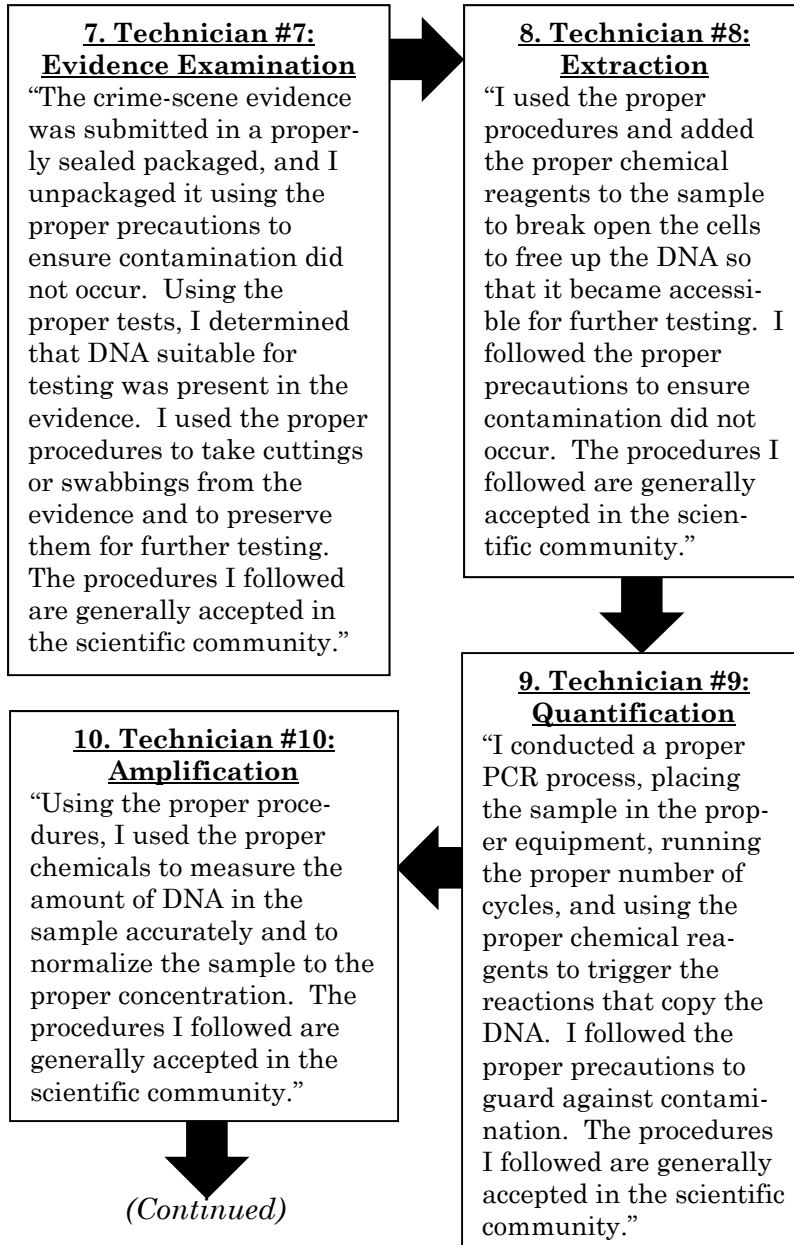 7. Technician #7:
Evidence Examination
“The crime-scene evidence
was submitted in a proper-
ly sealed packaged, and I
unpackaged it using the
proper precautions to
ensure contamination did
not occur.  Using the
proper tests, I determined
that DNA suitable for
testing was present in the
evidence.  I used the proper
procedures to take cuttings
or swabbings from the
evidence and to preserve
them for further testing.
The procedures I followed
are generally accepted in
the scientific community.”
8. Technician #8:
Extraction
“I used the proper
procedures and added
the proper chemical
reagents to the sample
to break open the cells
to free up the DNA so
that it became accessi-
ble for further testing.  I
followed the proper
precautions to ensure
contamination did not
occur.  The procedures I
followed are generally
accepted in the scien-
tific community.”
9. Technician #9:
Quantification
“I conducted a proper
PCR process, placing
the sample in the prop-
er equipment, running
the proper number of
cycles, and using the
proper chemical rea-
gents to trigger the
reactions that copy the
DNA.  I followed the
proper precautions to
guard against contami-
nation.  The procedures
I followed are generally
accepted in the scientific
community.”
10. Technician #10:
Amplification
“Using the proper proce-
dures, I used the proper
chemicals to measure the
amount of DNA in the
sample accurately and to
normalize the sample to the
proper concentration.  The
procedures I followed are
generally accepted in the
scientific community.”
(Continued)